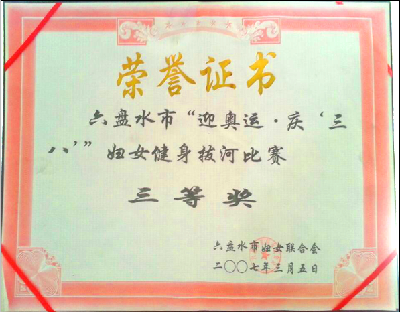 荣誉证书
六盘水市“迎奥运·庆‘三
八’”妇女健身拔河比赛
三等奖
六盘水市妇女联合会
二〇〇七年三月五日